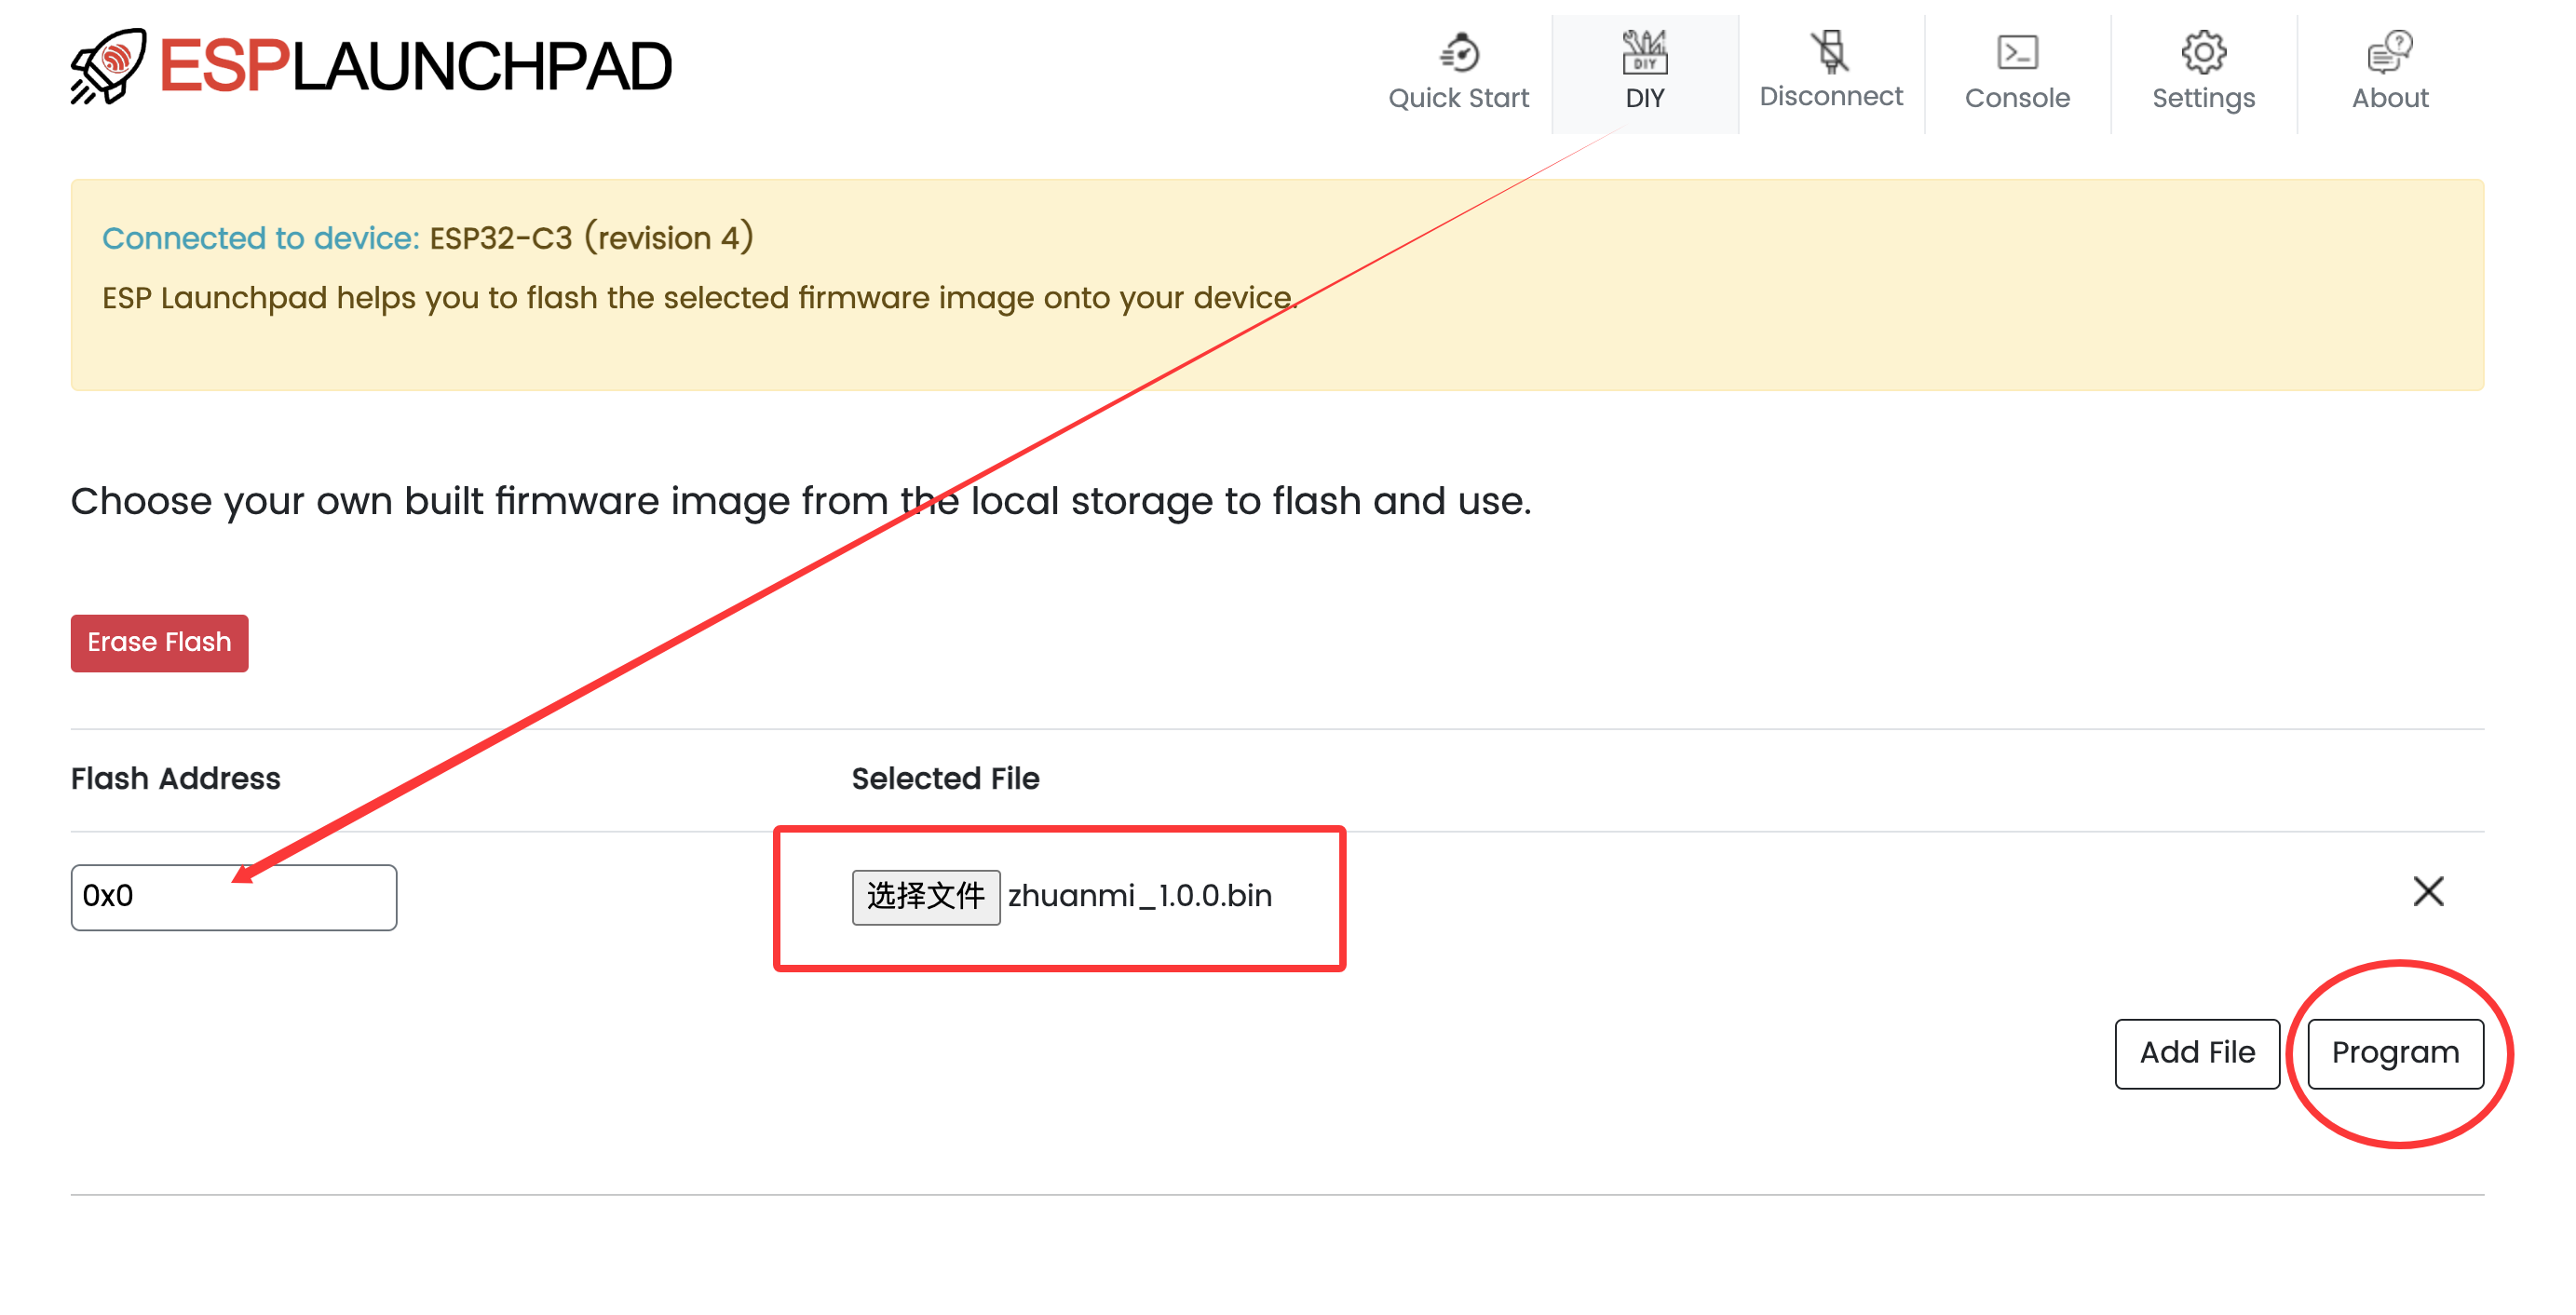 ESPLAUNCHPAD
Quick Start
DIY
DIY
Disconnect
Console
Settings
About
Connected to device: ESP32-C3 (revision 4)
ESP Launchpad helps you to flash the selected firmware image onto your device.
Choose your own built firmware image from the local storage to flash and use.
Erase Flash
Flash Address
Selected File
0x0
选择文件 zhuanmi_1.0.0.bin
Add File
Program